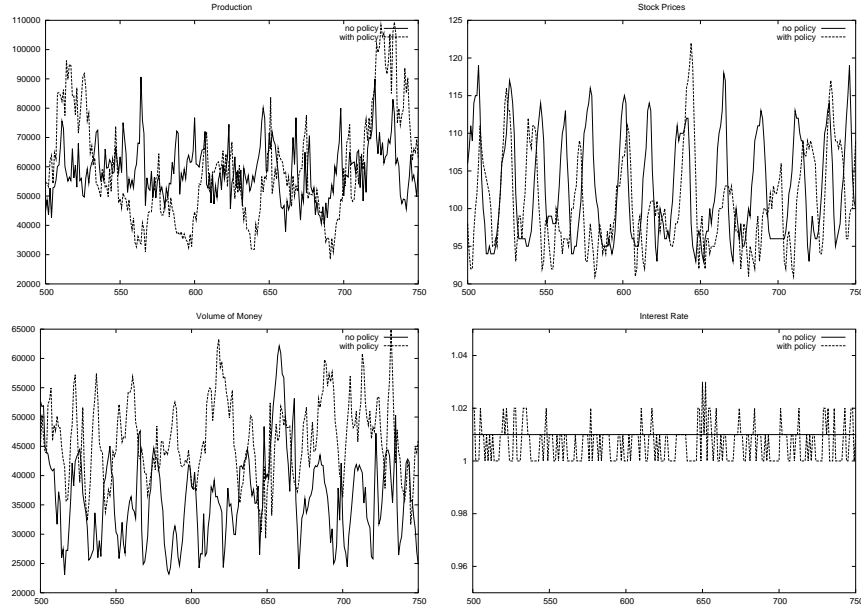 Production
no policy
with policy
110000
100000
90000
80000
70000
60000
50000
40000
30000
20000
500 550 600 650 700 750
Stock Prices
no policy
with policy
125
120
115
110
105
100
95
90
500 550 600 650 700 750
Volume of Money
no policy
with policy
65000
60000
55000
50000
45000
40000
35000
30000
25000
20000
500 550 600 650 700 750
Interest Rate
no policy
with policy
1.04
1.02
1
0.98
0.96
500 550 600 650 700 750